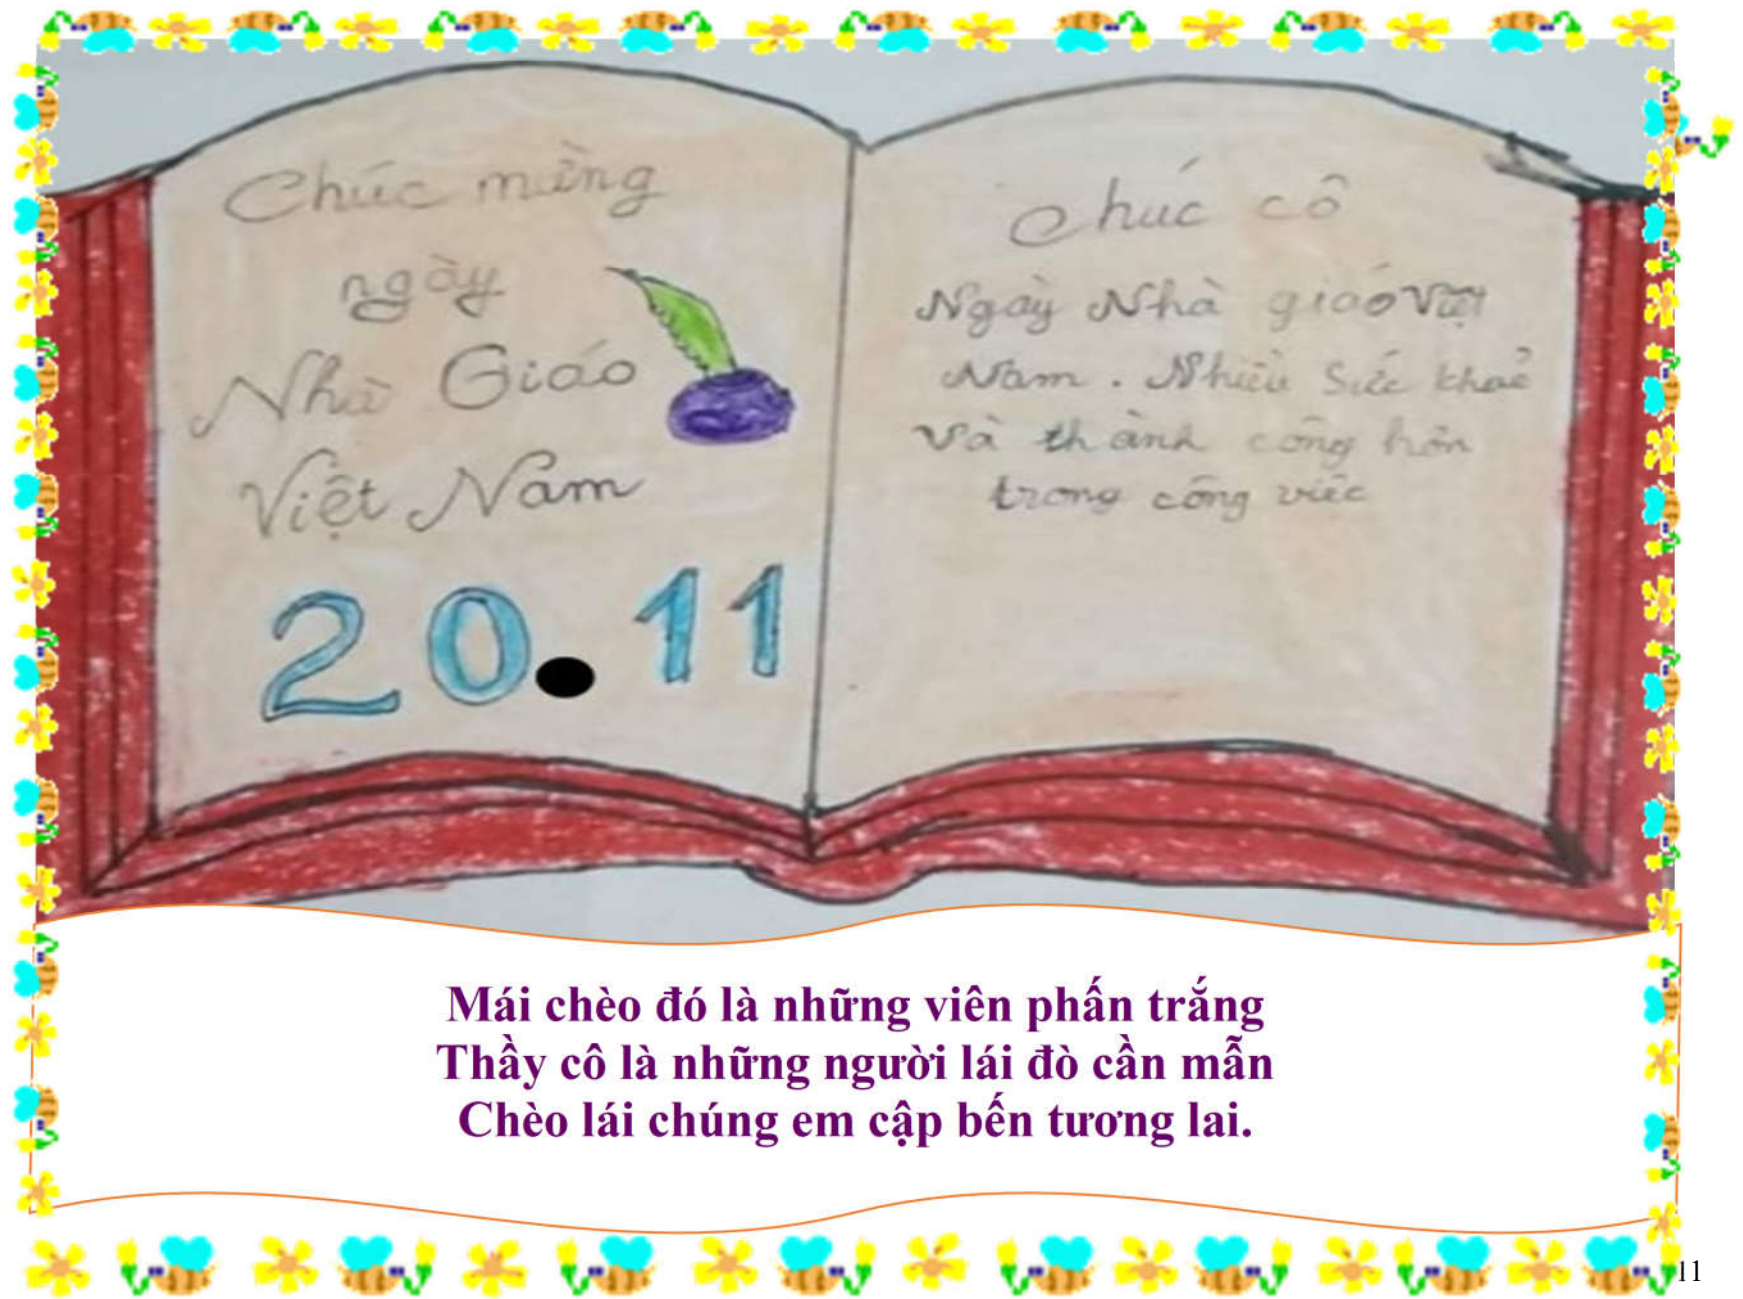 Chúc mừng
ngày
Nhà Giáo
Việt Nam
20.11
Chúc cô
Ngày Nhà giáo Việt
Nam. Nhiều Sức khoẻ
Và thành công hơn
trong công việc
Mái chèo đó là những viên phấn trắng
Thầy cô là những người lái đò cần mẫn
Chèo lái chúng em cập bến tương lai.
11